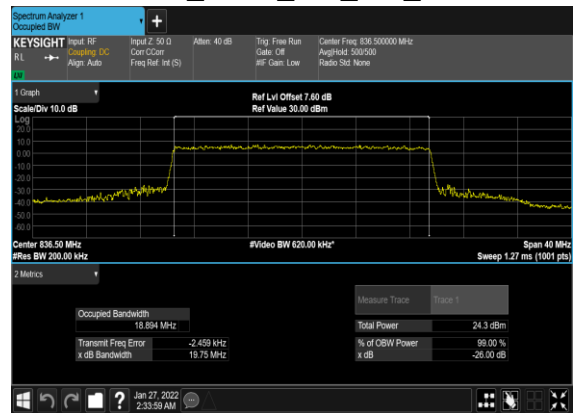 Spectrum Analyzer 1
Occupied BW
KEYSIGHT
RL
LW
Input: RF
Coupling: DC
Align: Auto
Input Z: 50 Ω
Corr CCorr
Freq Ref: Int (S)
Atten: 40 dB
Trig: Free Run
Gate: Off
#IF Gain: Low
Center Freq: 836.500000 MHz
Avg|Hold: 500/500
Radio Std: None
1 Graph
Scale/Div 10.0 dB
Ref Lvl Offset 7.60 dB
Ref Value 30.00 dBm
Log
20.0
10.0
0.00
-10.0
-20.0
-30.0
-40.0
-50.0
-60.0
Center 836.50 MHz
#Res BW 200.00 kHz
#Video BW 620.00 kHz*
Span 40 MHz
Sweep 1.27 ms (1001 pts)
2 Metrics
Occupied Bandwidth
18.894 MHz
Transmit Freq Error -2.459 kHz
x dB Bandwidth 19.75 MHz
Measure Trace Trace 1
Total Power 24.3 dBm
% of OBW Power 99.00 %
x dB -26.00 dB
?
Jan 27, 2022
2:33:59 AM